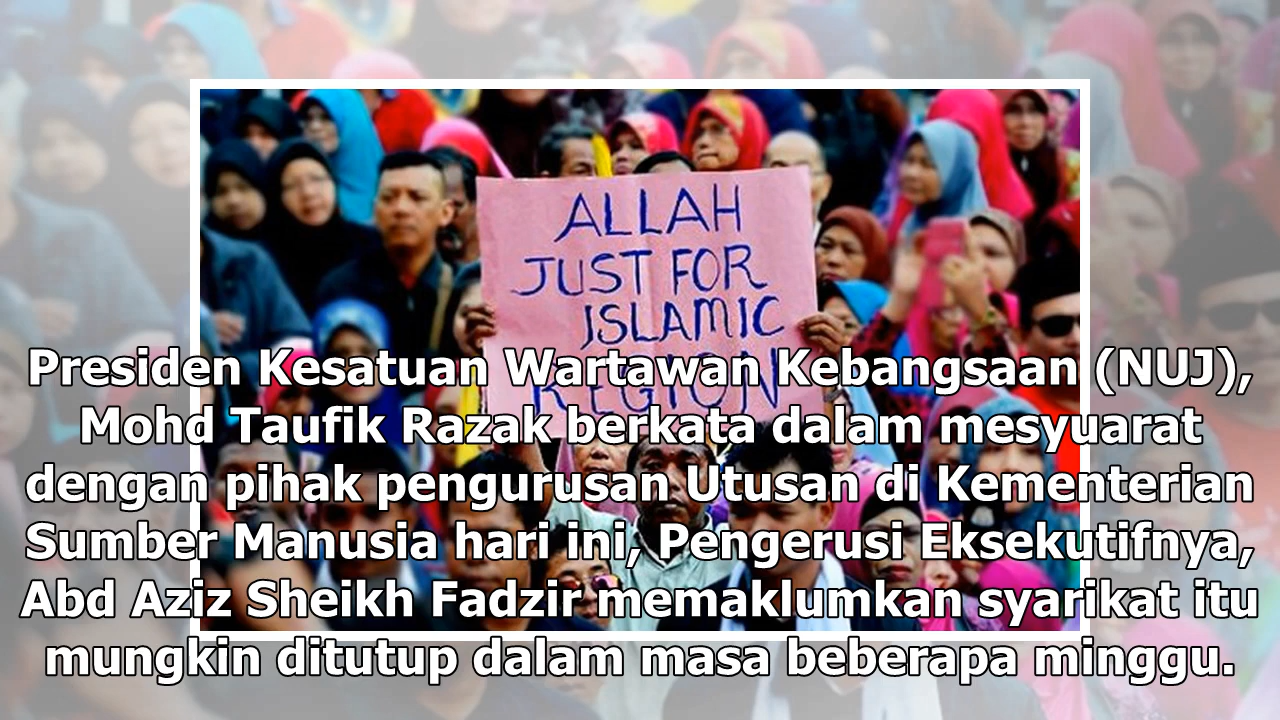 ALLAH
JUST FOR
ISLAMIC
RELIGION
Presiden Kesatuan Wartawan Kebangsaan (NUJ),
Mohd Taufik Razak berkata dalam mesyuarat
dengan pihak pengurusan Utusan di Kementerian
Sumber Manusia hari ini, Pengerusi Eksekutifnya,
Abd Aziz Sheikh Fadzir memaklumkan syarikat itu
mungkin ditutup dalam masa beberapa minggu.